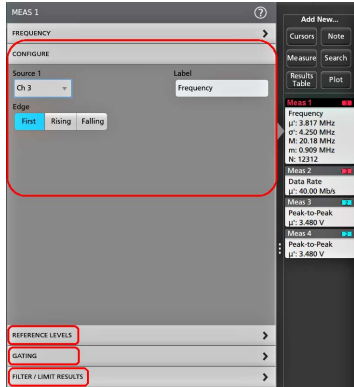 MEAS 1
?
FREQUENCY
CONFIGURE
Source 1
Label
Ch 3
Frequency
Edge
First Rising Falling
REFERENCE LEVELS
GATING
FILTER / LIMIT RESULTS
Add New...
Cursors Note
Measure Search
Results Table
Plot
Meas 1
Frequency
μ': 3.817 MHz
σ': 4.250 MHz
M: 20.18 MHz
m: 0.909 MHz
N: 12312
Meas 2
Data Rate
μ': 40.00 Mb/s
Meas 3 2
Peak-to-Peak
μ': 3.480 V
Meas 4 2
Peak-to-Peak
μ': 3.480 V